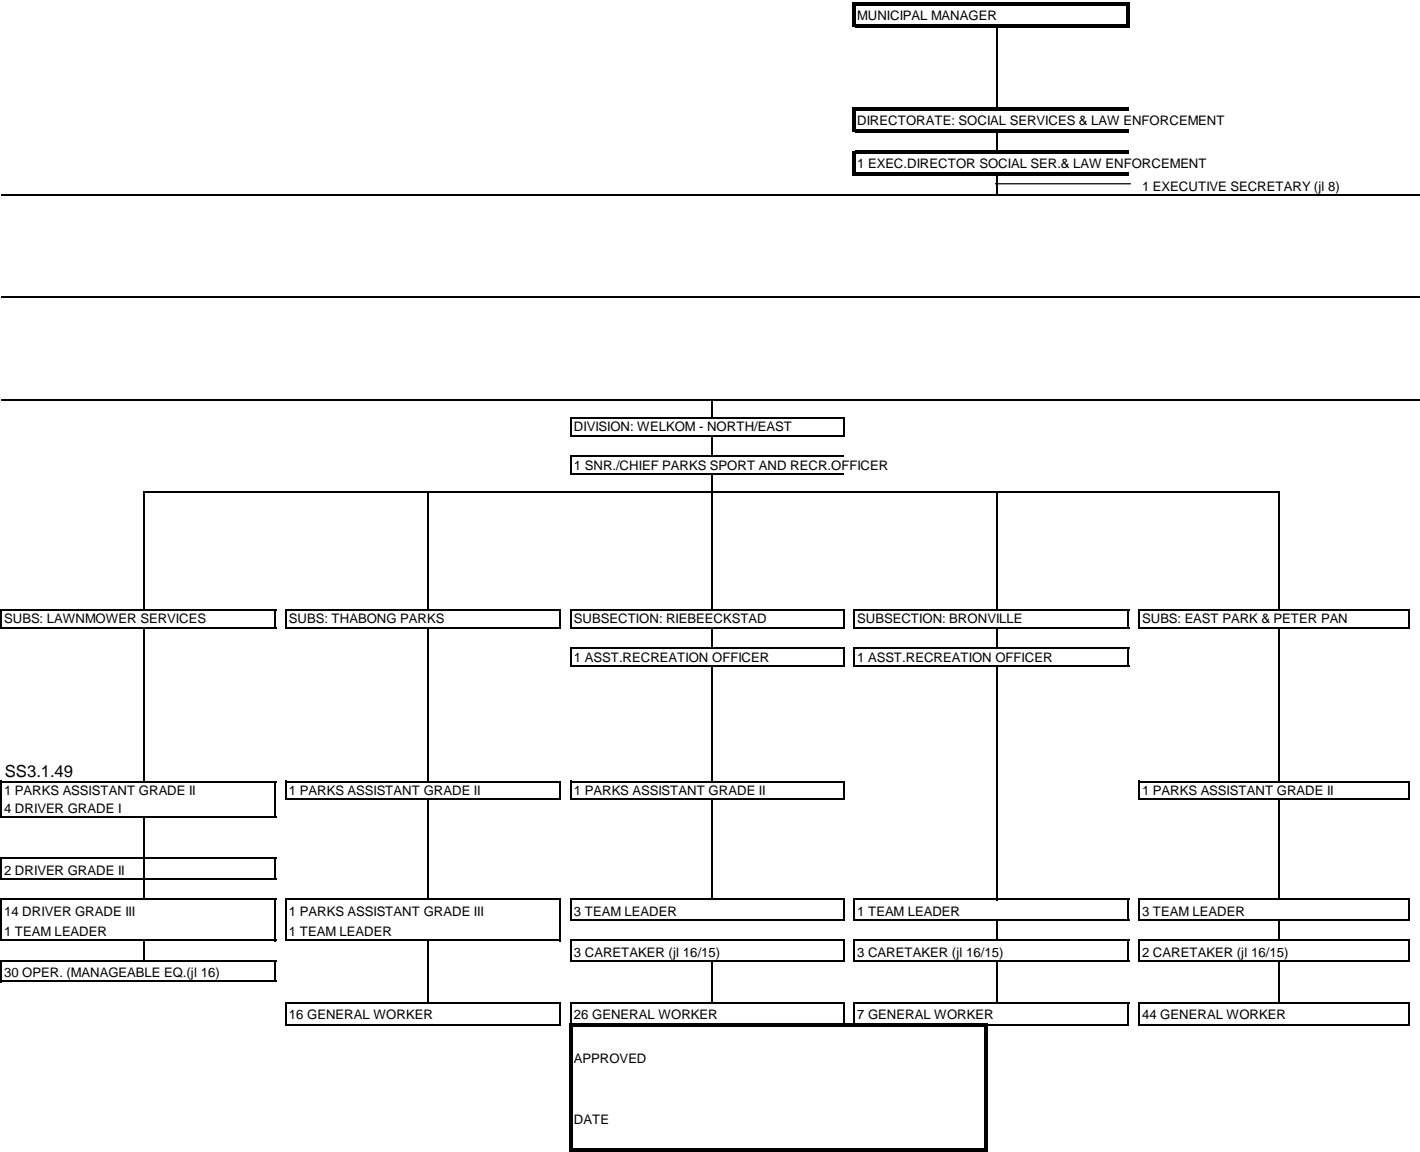 MUNICIPAL MANAGER
DIRECTORATE: SOCIAL SERVICES & LAW ENFORCEMENT
1 EXEC.DIRECTOR SOCIAL SER.& LAW ENFORCEMENT
1 EXECUTIVE SECRETARY (jl 8)
DIVISION: WELKOM - NORTH/EAST
1 SNR./CHIEF PARKS SPORT AND RECR.OFFICER
SUBS: LAWNMOWER SERVICES
SUBS: THABONG PARKS
SUBSECTION: RIEBEECKSTAD
SUBSECTION: BRONVILLE
SUBS: EAST PARK & PETER PAN
1 ASST.RECREATION OFFICER
1 ASST.RECREATION OFFICER
SS3.1.49
1 PARKS ASSISTANT GRADE II
1 PARKS ASSISTANT GRADE II
1 PARKS ASSISTANT GRADE II
1 PARKS ASSISTANT GRADE II
4 DRIVER GRADE I
2 DRIVER GRADE II
14 DRIVER GRADE III
1 PARKS ASSISTANT GRADE III
3 TEAM LEADER
1 TEAM LEADER
3 TEAM LEADER
1 TEAM LEADER
1 TEAM LEADER
3 CARETAKER (jl 16/15)
3 CARETAKER (jl 16/15)
2 CARETAKER (jl 16/15)
30 OPER. (MANAGEABLE EQ.(jl 16)
16 GENERAL WORKER
26 GENERAL WORKER
7 GENERAL WORKER
44 GENERAL WORKER
APPROVED
DATE